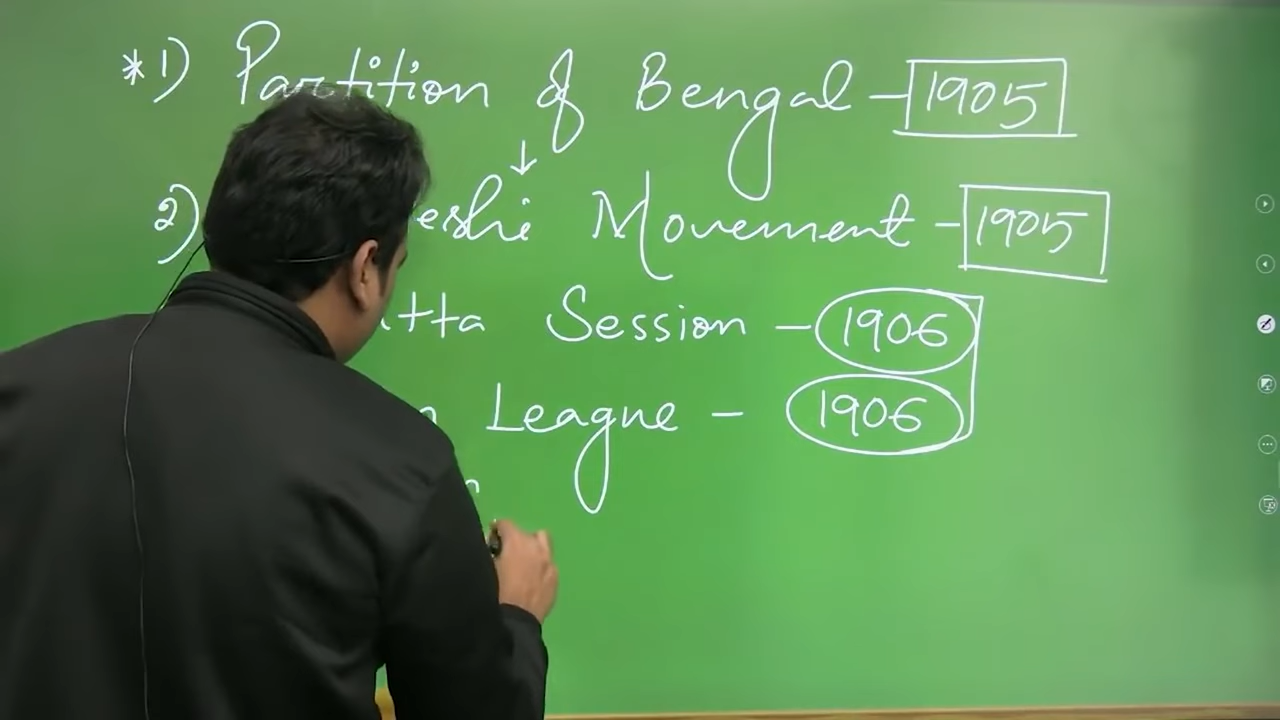 *1) Partition of Bengal - 1905
↓
2) eshi Movement - 1905
tta Session - 1906
League - 1906